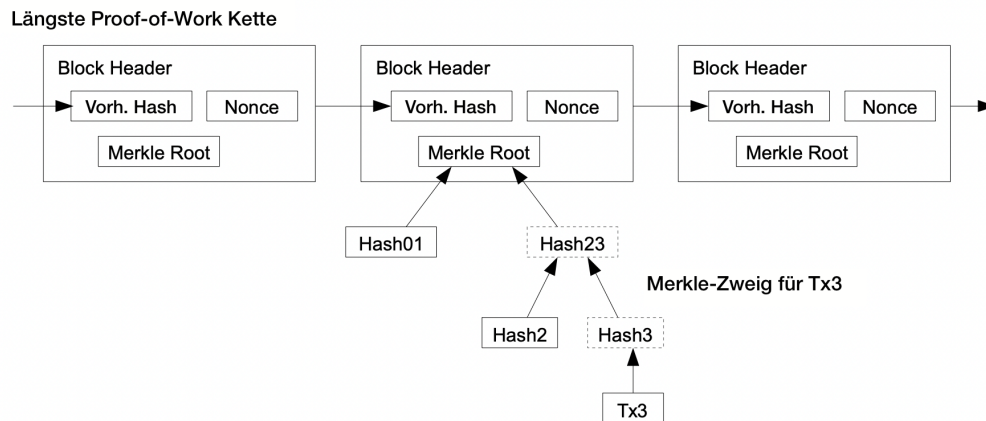 Längste Proof-of-Work Kette
Block Header
Block Header
Block Header
Vorh. Hash
Nonce
Vorh. Hash
Nonce
Vorh. Hash
Nonce
Merkle Root
Merkle Root
Merkle Root
Hash01
Hash23
Merkle-Zweig für Tx3
Hash2
Hash3
Tx3